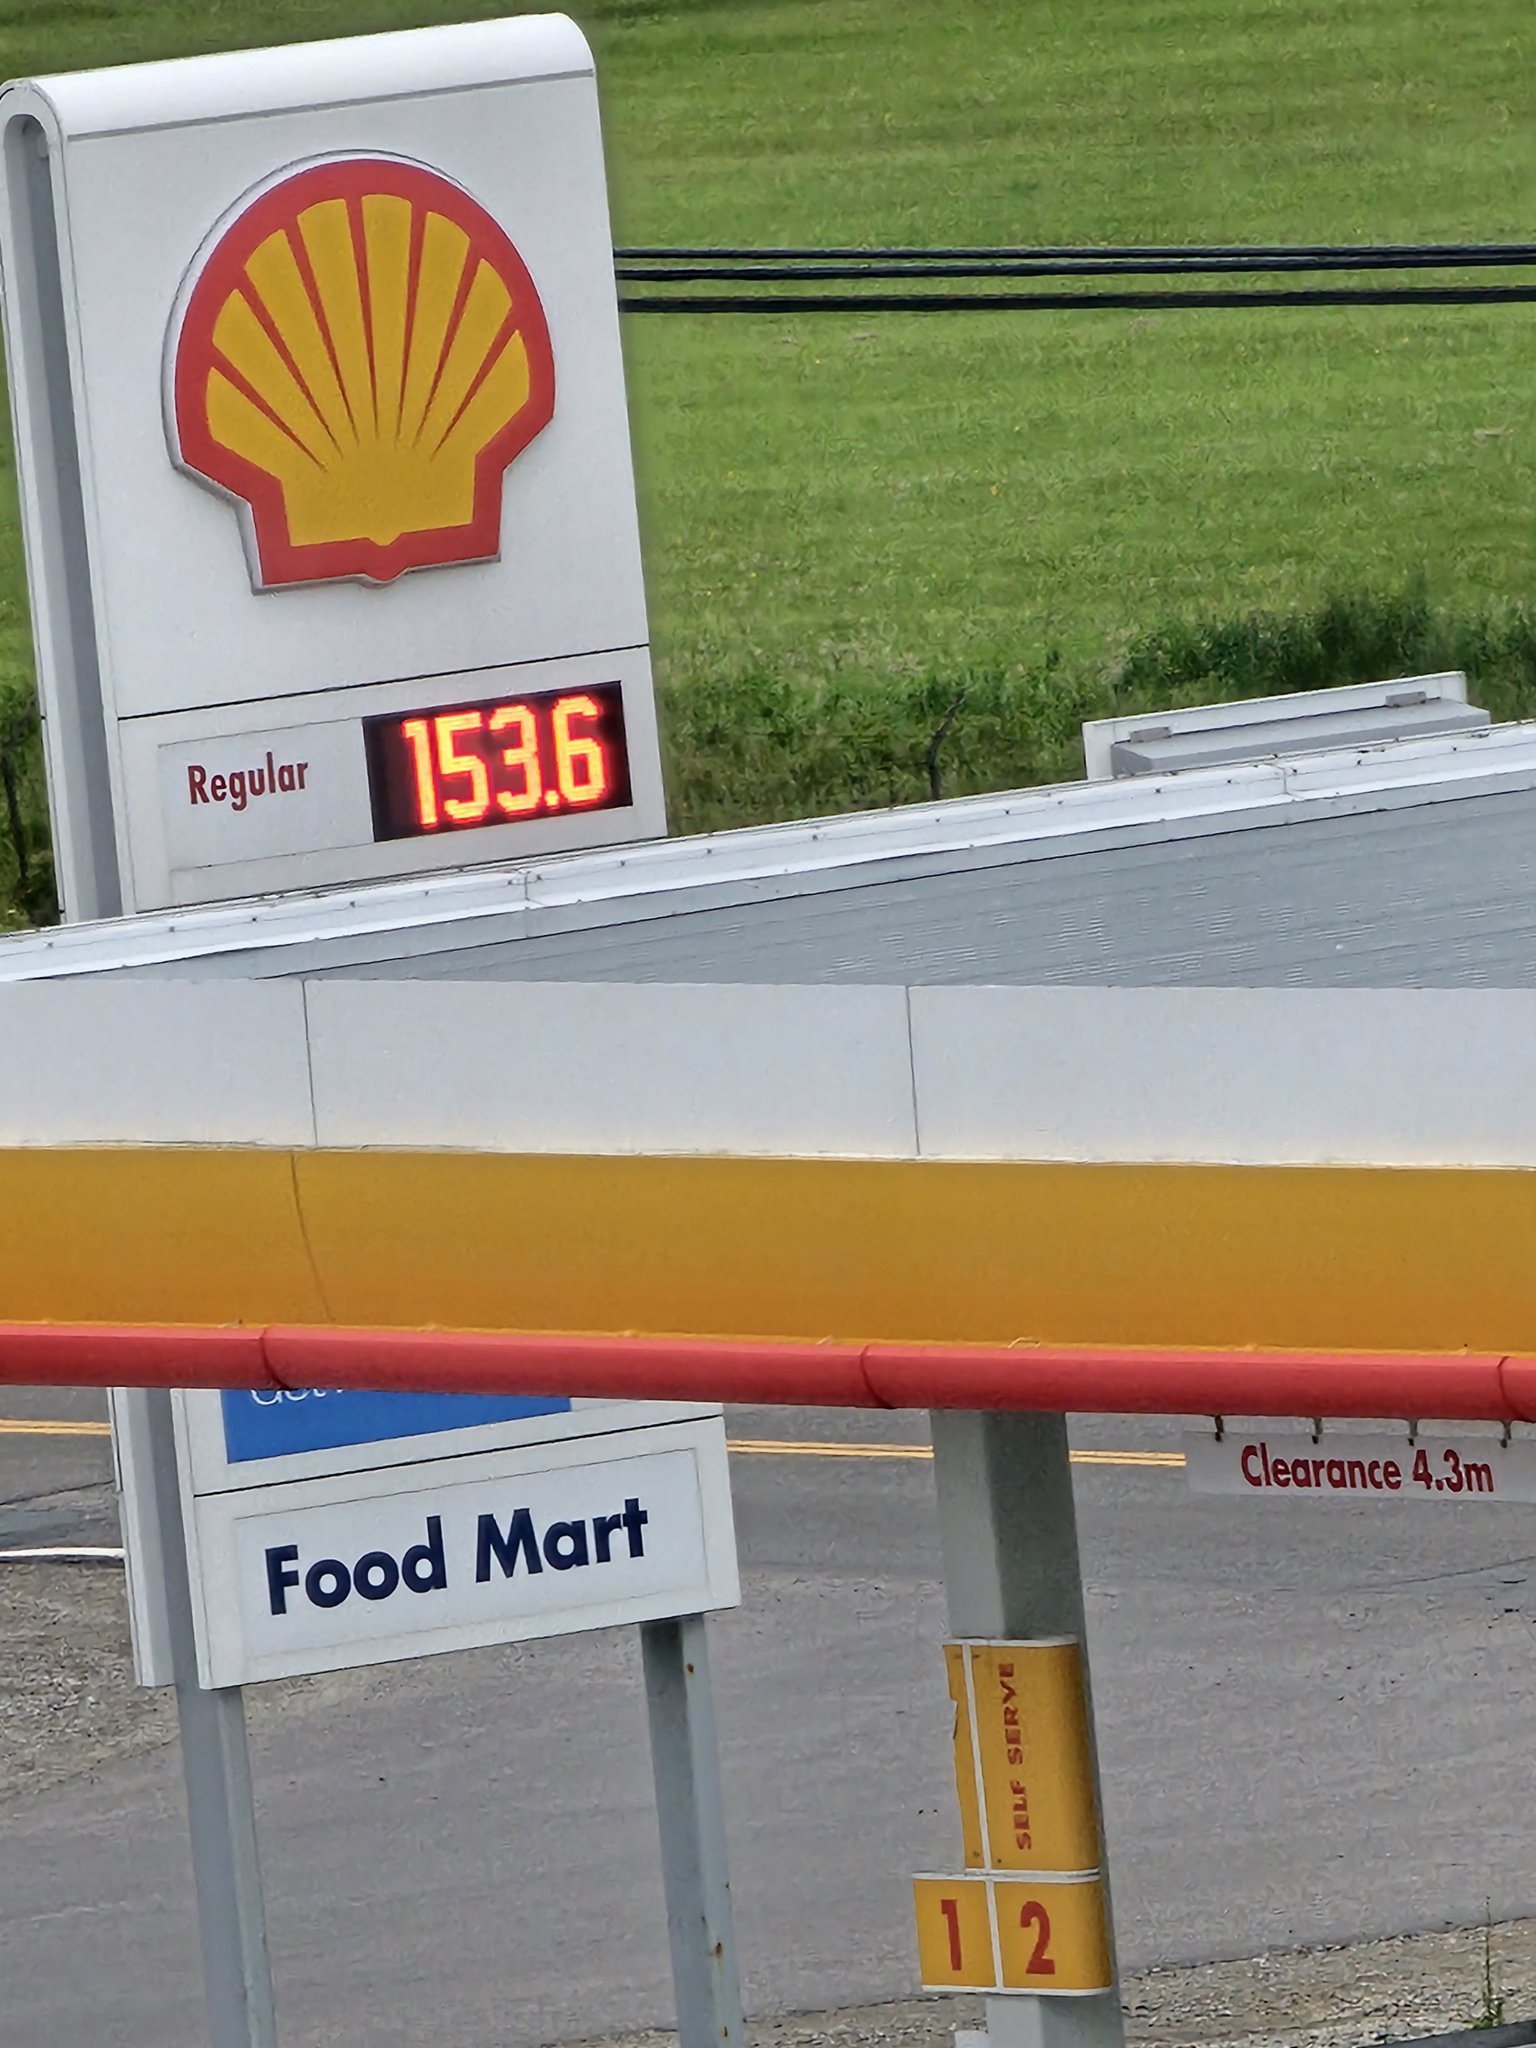 Regular 153.6
Food Mart
Clearance 4.3m
SELF SERVE
1 2